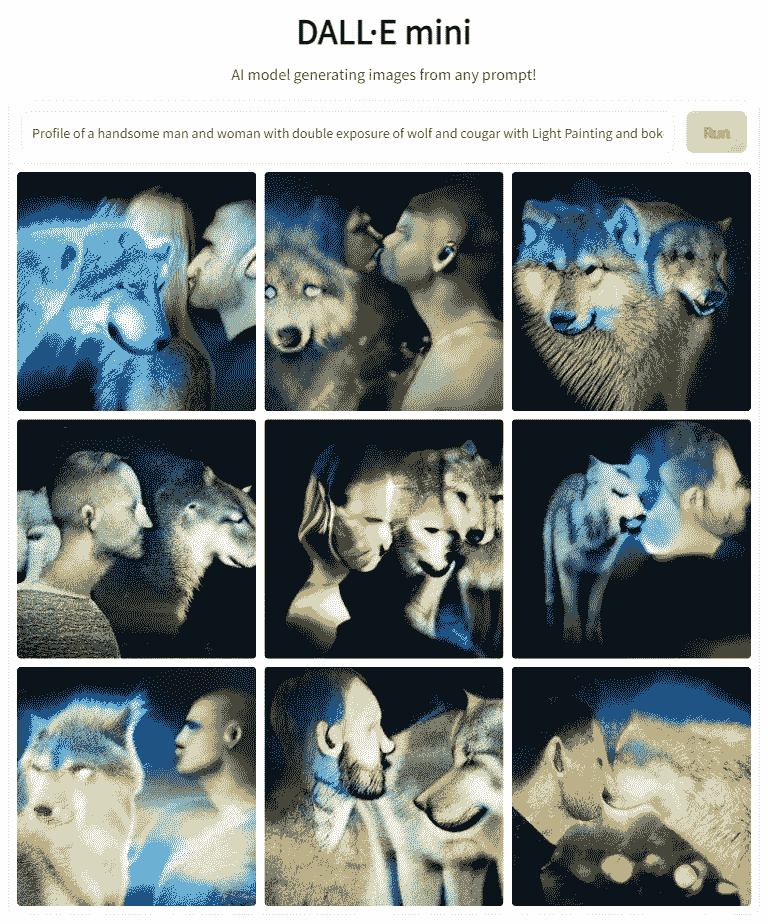 DALL·E mini
AI model generating images from any prompt!
Profile of a handsome man and woman with double exposure of wolf and cougar with Light Painting and bok
Run